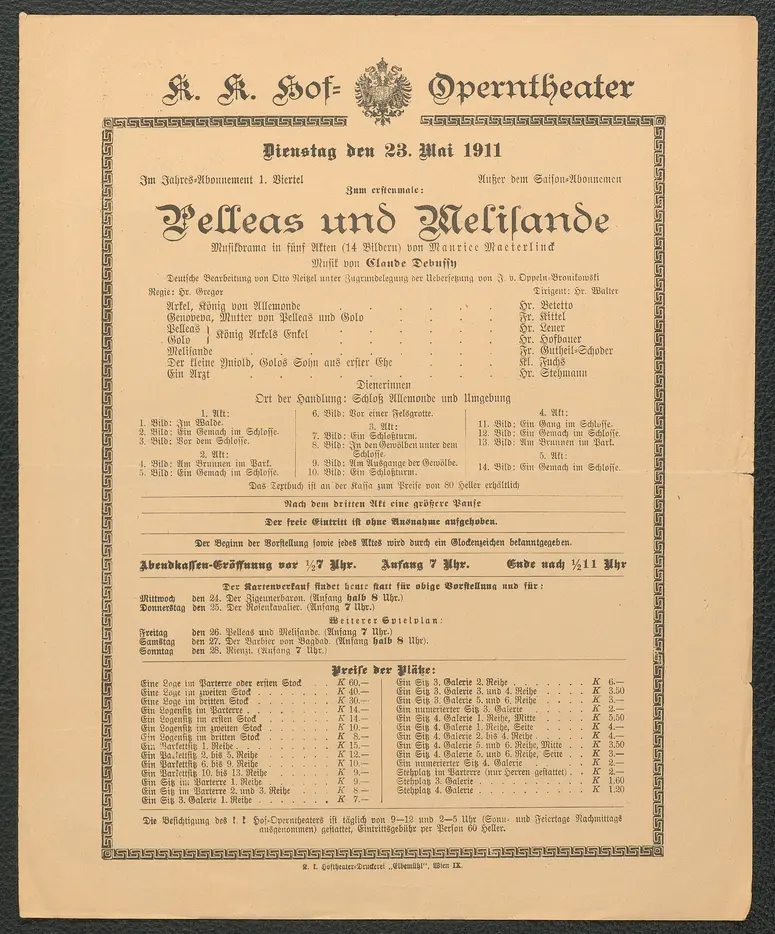 K. K. Hof-Operntheater
Dienstag den 23. Mai 1911
Im Jahres-Abonnement 1. Viertel
Außer dem Saison-Abonnemen
Zum erstenmale:
Pelleas und Melisande
Musikdrama in fünf Akten (14 Bildern) von Maurice Maeterlinck
Musik von Claude Debussy
Deutsche Bearbeitung von Otto Neitzel unter Zugrundelegung der Uebersetzung von F. v. Oppeln-Bronikowski
Regie: Hr. Gregor
Dirigent: Hr. Walter
Arkel, König von Allemonde . . . . . Hr. Betetto
Genoveva, Mutter von Pelleas und Golo . . . . Fr. Kittel
Pelleas } König Arkels Enkel . . . . . Hr. Leuer
Golo } Hr. Hofbauer
Melisande . . . . . . . . Fr. Gutheil-Schoder
Der kleine Yniold, Golos Sohn aus erster Ehe . . . Kl. Fuchs
Ein Arzt . . . . . . . . Hr. Stehmann
Dienerinnen
Ort der Handlung: Schloß Allemonde und Umgebung
1. Akt:
1. Bild: Im Walde.
2. Bild: Ein Gemach im Schlosse.
3. Bild: Vor dem Schlosse.
2. Akt:
4. Bild: Am Brunnen im Park.
5. Bild: Ein Gemach im Schlosse.
6. Bild: Vor einer Felsgrotte.
3. Akt:
7. Bild: Ein Schloßturm.
8. Bild: In den Gewölben unter dem
Schlosse.
9. Bild: Am Ausgange der Gewölbe.
10. Bild: Ein Schloßturm.
4. Akt:
11. Bild: Ein Gang im Schlosse.
12. Bild: Ein Gemach im Schlosse.
13. Bild: Am Brunnen im Park.
5. Akt:
14. Bild: Ein Gemach im Schlosse.
Das Textbuch ist an der Kassa zum Preise von 80 Heller erhältlich
Nach dem dritten Akt eine größere Pause
Der freie Eintritt ist ohne Ausnahme aufgehoben.
Der Beginn der Vorstellung sowie jedes Aktes wird durch ein Glockenzeichen bekanntgegeben.
Abendkassen-Eröffnung vor ½7 Uhr. Anfang 7 Uhr. Ende nach ½11 Uhr
Der Kartenverkauf findet heute statt für obige Vorstellung und für:
Mittwoch den 24. Der Zigeunerbaron. (Anfang halb 8 Uhr.)
Donnerstag den 25. Der Rosenkavalier. (Anfang 7 Uhr.)
Weiterer Spielplan:
Freitag den 26. Pelleas und Melisande. (Anfang 7 Uhr.)
Samstag den 27. Der Barbier von Bagdad. (Anfang halb 8 Uhr).
Sonntag den 28. Rienzi. (Anfang 7 Uhr.)
Preise der Plätze:
Eine Loge im Parterre oder ersten Stock . . K 60.—
Eine Loge im zweiten Stock . . . . . K 40.—
Eine Loge im dritten Stock . . . . . K 30.—
Ein Logensitz im Parterre . . . . . K 14.—
Ein Logensitz im ersten Stock . . . . K 14.—
Ein Logensitz im zweiten Stock . . . . K 10.—
Ein Logensitz im dritten Stock . . . . K 8.—
Ein Parkettsitz 1. Reihe . . . . . K 15.—
Ein Parkettsitz 2. bis 5. Reihe . . . . K 12.—
Ein Parkettsitz 6. bis 9. Reihe . . . . K 10.—
Ein Parkettsitz 10. bis 13. Reihe . . . K 9.—
Ein Sitz im Parterre 1. Reihe . . . . K 9.—
Ein Sitz im Parterre 2. und 3. Reihe . . K 8.—
Ein Sitz 3. Galerie 1. Reihe . . . . K 7.—
Ein Sitz 3. Galerie 2. Reihe . . . . K 6.—
Ein Sitz 3. Galerie 3. und 4. Reihe . . . K 3.50
Ein Sitz 3. Galerie 5. und 6. Reihe . . . K 3.—
Ein numerierter Sitz 3. Galerie . . . . K 2.—
Ein Sitz 4. Galerie 1. Reihe, Mitte . . . K 5.50
Ein Sitz 4. Galerie 1. Reihe, Seite . . . K 4.—
Ein Sitz 4. Galerie 2. bis 4. Reihe . . . K 4.—
Ein Sitz 4. Galerie 5. und 6. Reihe, Mitte . . K 3.50
Ein Sitz 4. Galerie 5. und 6. Reihe, Seite . . K 3.—
Ein numerierter Sitz 4. Galerie . . . . K 2.—
Stehplatz im Parterre (nur Herren gestattet) . . K 2.—
Stehplatz 3. Galerie . . . . . . K 1.60
Stehplatz 4. Galerie . . . . . . K 1.20
Die Besichtigung des k. k. Hof-Operntheaters ist täglich von 9—12 und 2—5 Uhr (Sonn- und Feiertage Nachmittags
ausgenommen) gestattet, Eintrittsgebühr per Person 60 Heller.
K. k. Hoftheater-Druckerei „Elbemühl", Wien IX.